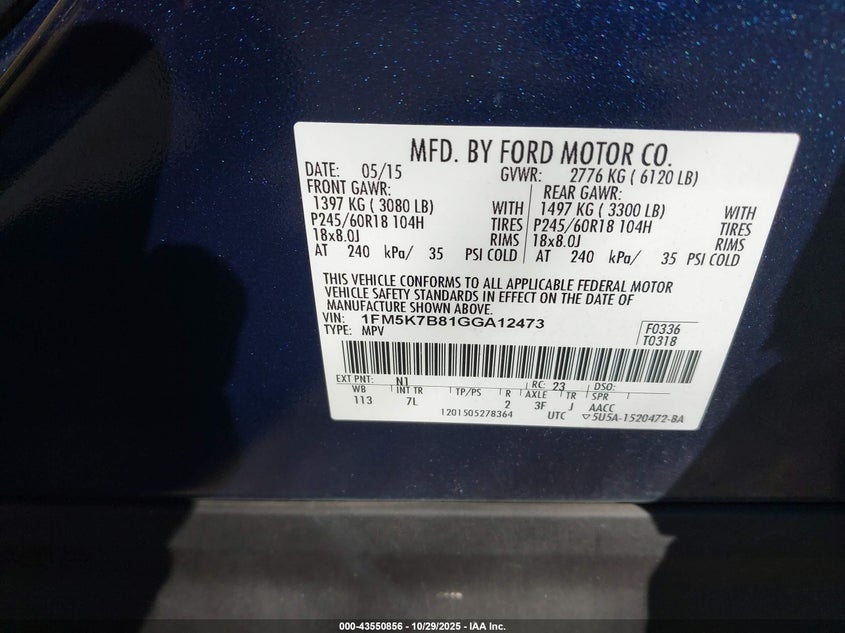 MFD. BY FORD MOTOR CO.
DATE: 05/15 GVWR: 2776 KG ( 6120 LB)
FRONT GAWR: REAR GAWR:
1397 KG ( 3080 LB) WITH 1497 KG ( 3300 LB) WITH
P245/60R18 104H TIRES P245/60R18 104H TIRES
18x8.0J RIMS 18x8.0J RIMS
AT 240 kPa/ 35 PSI COLD AT 240 kPa/ 35 PSI COLD
THIS VEHICLE CONFORMS TO ALL APPLICABLE FEDERAL MOTOR
VEHICLE SAFETY STANDARDS IN EFFECT ON THE DATE OF
MANUFACTURE SHOWN ABOVE.
VIN: 1FM5K7B81GGA12473 F0336
TYPE: MPV T0318
EXT PNT: N1 RC: 23 DSO:
WB INT TR TP/PS R AXLE TR SPR
113 7L 2 3F J AACC
1201505278364 UTC ▽5U5A-1520472-BA
000-43550856 - 10/29/2025 - IAA Inc.